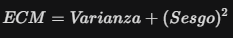 ECM = Varianza + (Sesgo)²